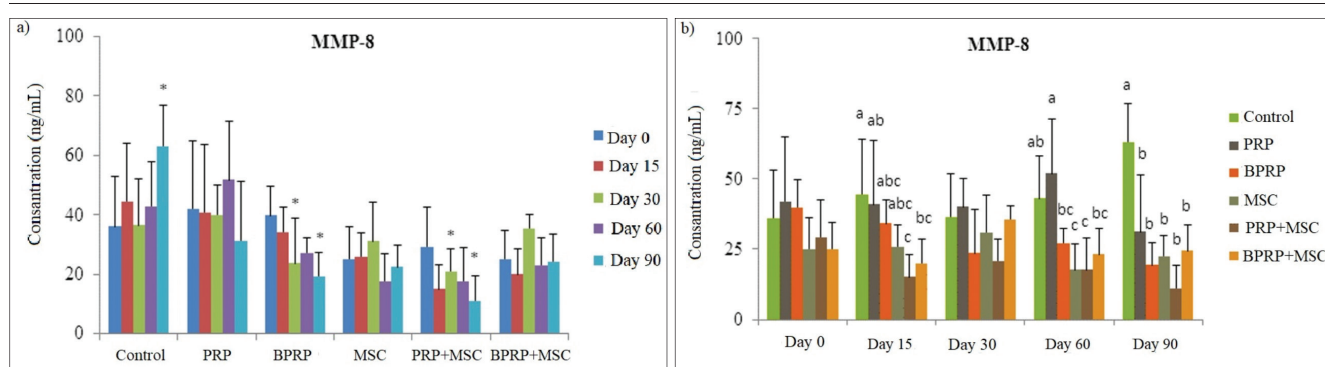 a)
MMP-8
Consantration (ng/mL)
100
80
60
40
20
0
*
* *
* *
Control PRP BPRP MSC PRP+MSC BPRP+MSC
Day 0
Day 15
Day 30
Day 60
Day 90
b)
MMP-8
Consantration (ng/mL)
100
75
50
25
0
a ab abc abc c bc
ab a bc c c bc
a b b b b b
Day 0 Day 15 Day 30 Day 60 Day 90
Control
PRP
BPRP
MSC
PRP+MSC
BPRP+MSC